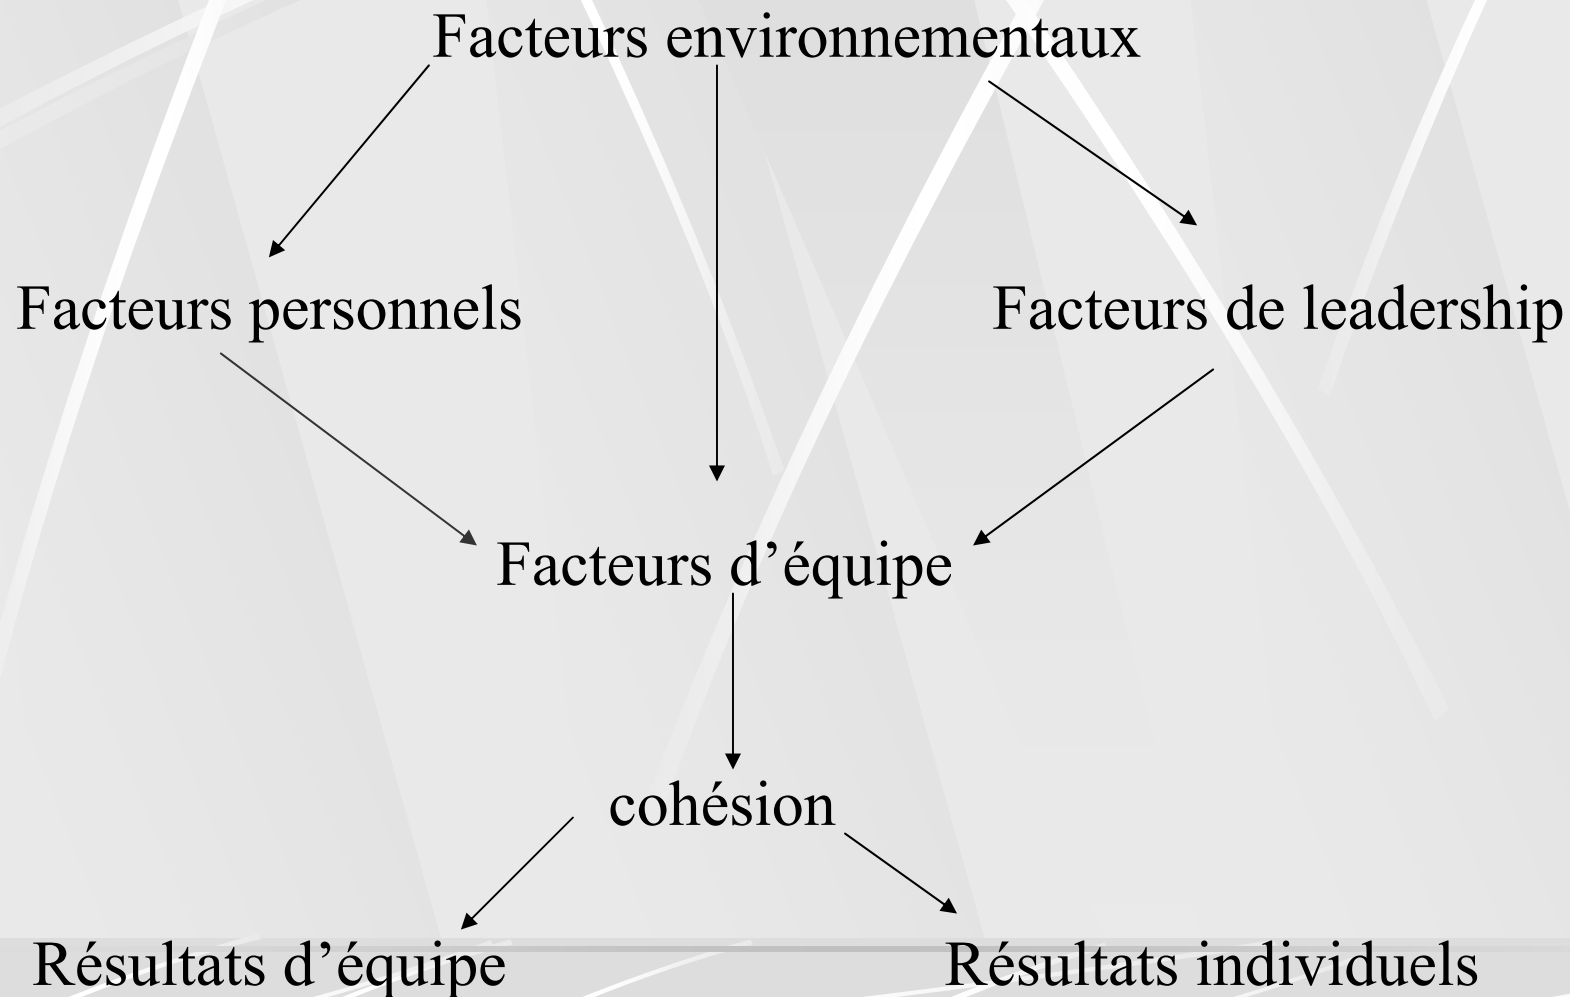 Facteurs environnementaux
Facteurs personnels
Facteurs de leadership
Facteurs d’équipe
cohésion
Résultats d’équipe
Résultats individuels